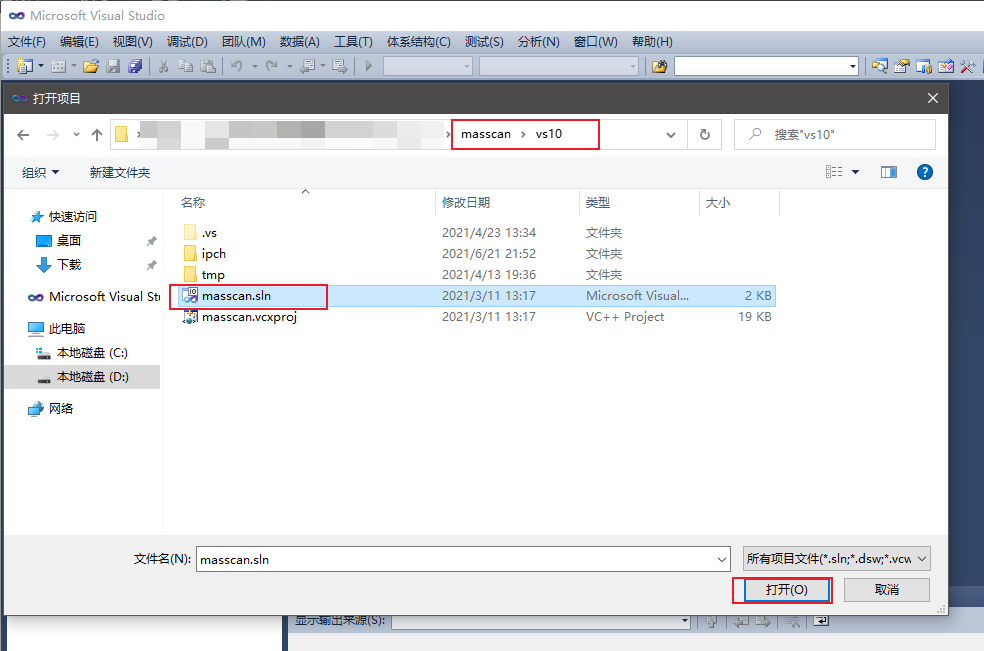 Microsoft Visual Studio
文件(F) 编辑(E) 视图(V) 调试(D) 团队(M) 数据(A) 工具(T) 体系结构(C) 测试(S) 分析(N) 窗口(W) 帮助(H)
打开项目
masscan > vs10 搜索"vs10"
组织 新建文件夹
名称 修改日期 类型 大小
快速访问
桌面
下载
Microsoft Visual Stu
此电脑
本地磁盘 (C:)
本地磁盘 (D:)
网络
.vs 2021/4/23 13:34 文件夹
ipch 2021/6/21 21:52 文件夹
tmp 2021/4/13 19:36 文件夹
masscan.sln 2021/3/11 13:17 Microsoft Visual... 2 KB
masscan.vcxproj 2021/3/11 13:17 VC++ Project 19 KB
文件名(N): masscan.sln 所有项目文件(*.sln;*.dsw;*.vcw
打开(O) 取消
显示输出来源(S):